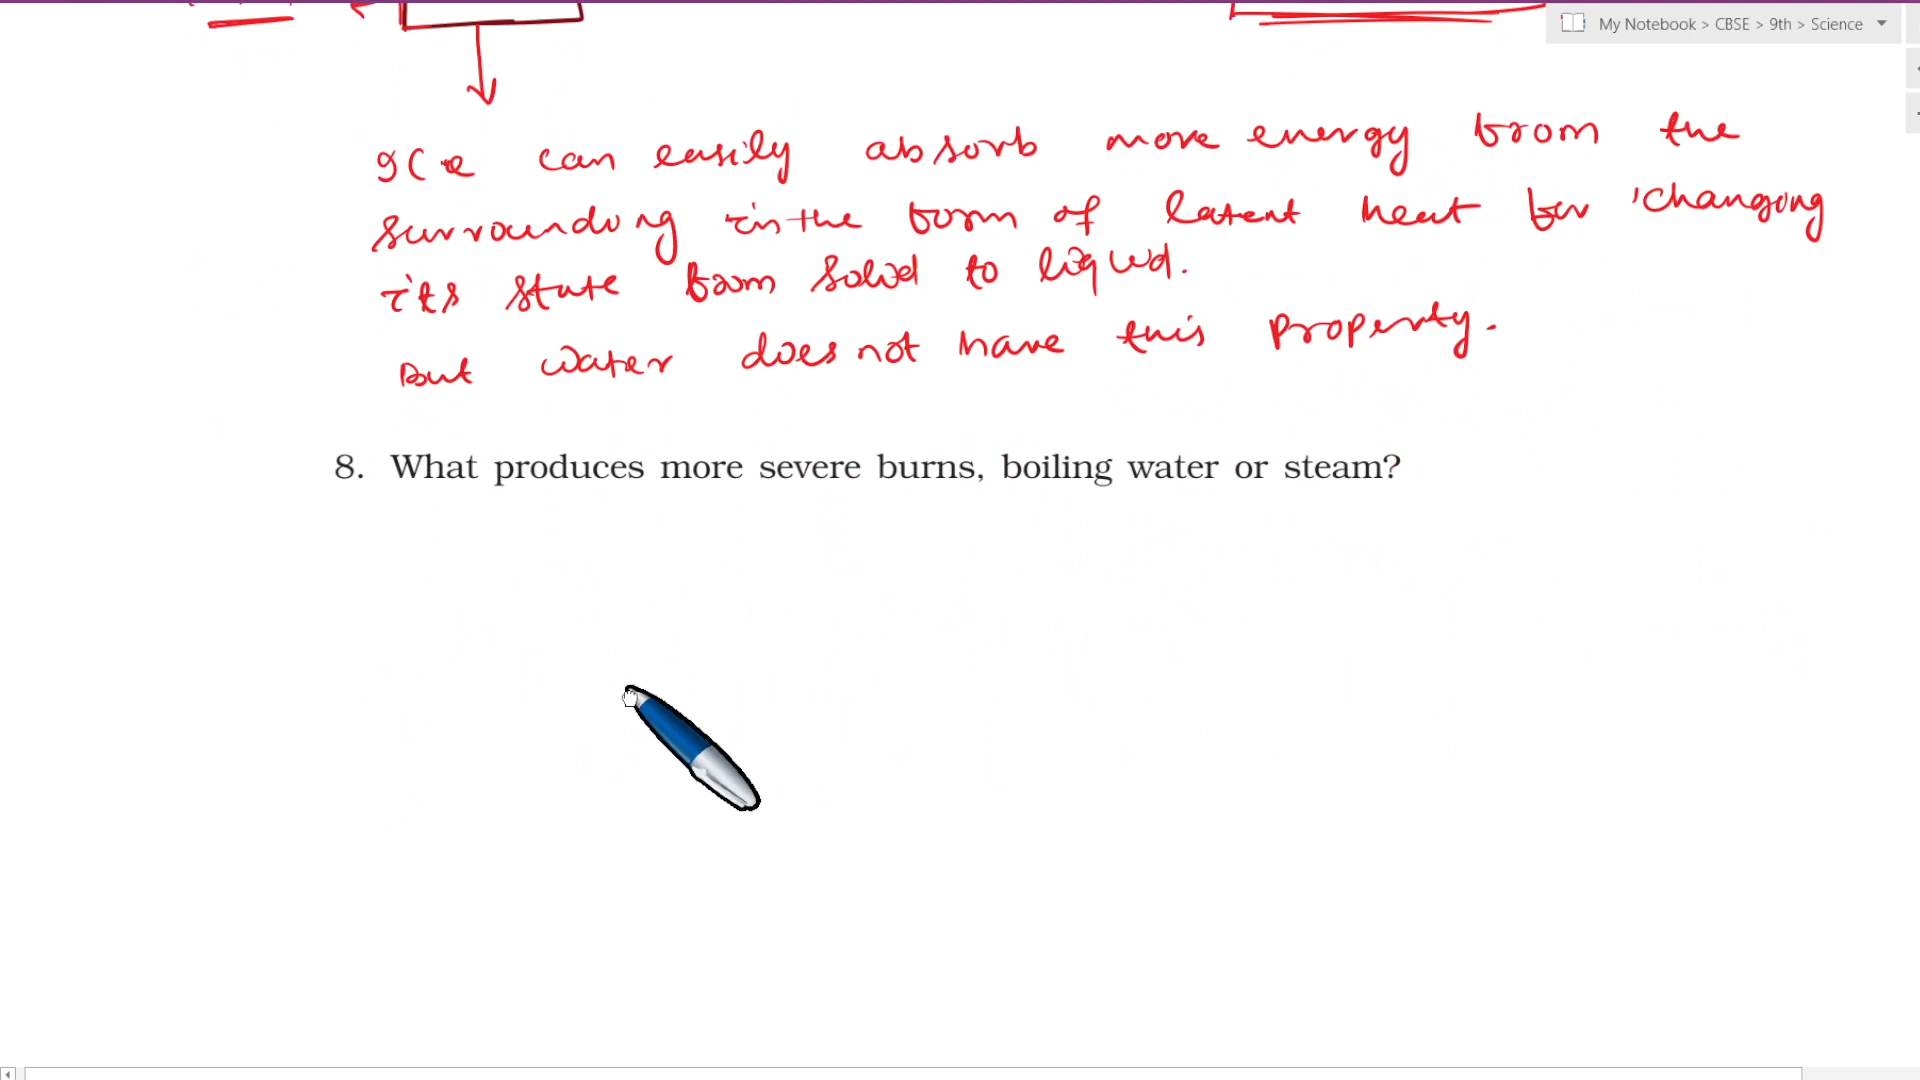 My Notebook > CBSE > 9th > Science
Ice can easily absorb more energy from the
surrounding in the form of latent heat for changing
its state from solid to liquid.
But water does not have this property.
8. What produces more severe burns, boiling water or steam?